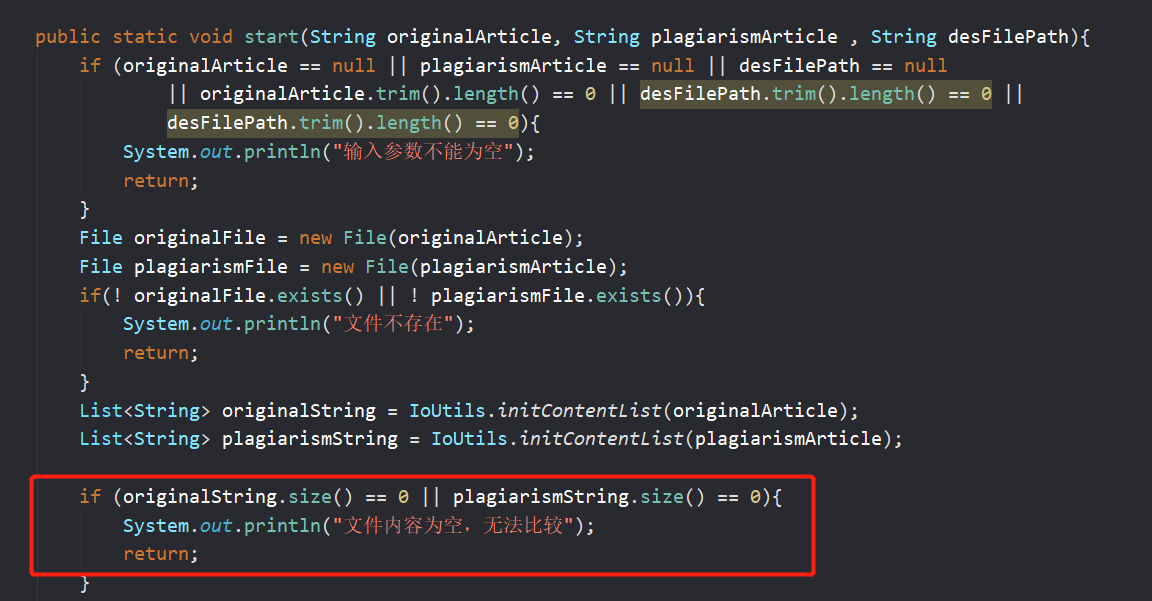 public static void start(String originalArticle, String plagiarismArticle , String desFilePath){
if (originalArticle == null || plagiarismArticle == null || desFilePath == null
|| originalArticle.trim().length() == 0 || desFilePath.trim().length() == 0 ||
desFilePath.trim().length() == 0){
System.out.println("输入参数不能为空");
return;
}
File originalFile = new File(originalArticle);
File plagiarismFile = new File(plagiarismArticle);
if(! originalFile.exists() || ! plagiarismFile.exists()){
System.out.println("文件不存在");
return;
}
List<String> originalString = IoUtils.initContentList(originalArticle);
List<String> plagiarismString = IoUtils.initContentList(plagiarismArticle);
if (originalString.size() == 0 || plagiarismString.size() == 0){
System.out.println("文件内容为空，无法比较");
return;
}